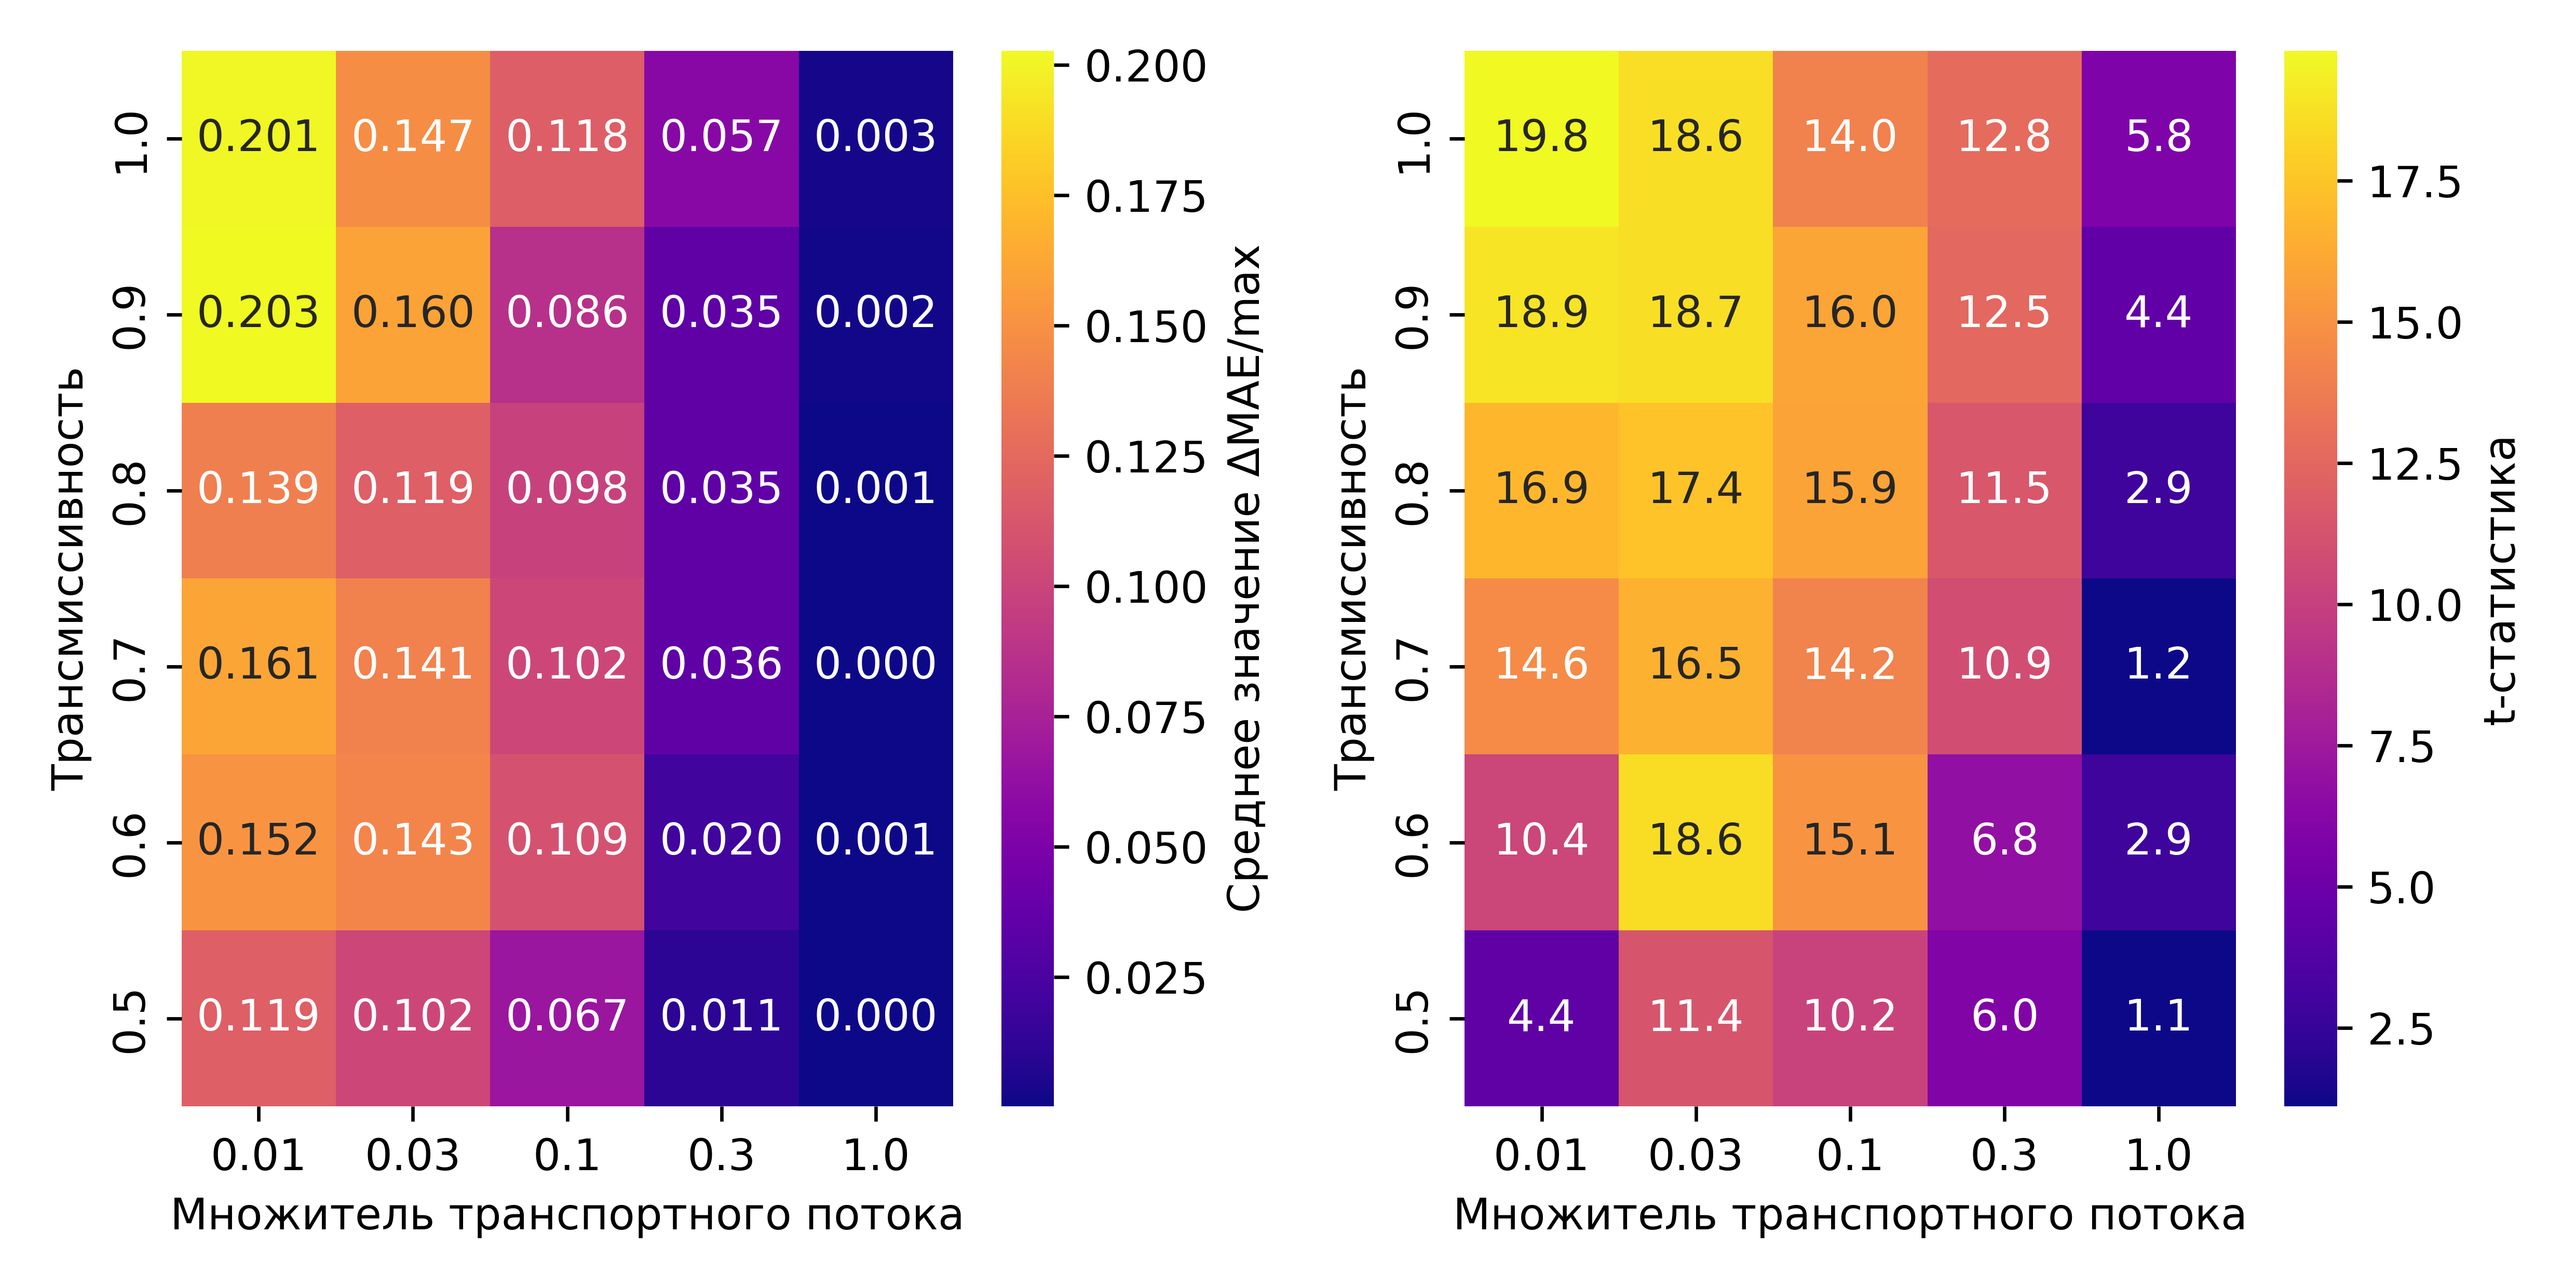 Трансмиссивность
1.0 0.201 0.147 0.118 0.057 0.003
0.9 0.203 0.160 0.086 0.035 0.002
0.8 0.139 0.119 0.098 0.035 0.001
0.7 0.161 0.141 0.102 0.036 0.000
0.6 0.152 0.143 0.109 0.020 0.001
0.5 0.119 0.102 0.067 0.011 0.000
0.01 0.03 0.1 0.3 1.0
Множитель транспортного потока
0.200
0.175
0.150
0.125
0.100
0.075
0.050
0.025
Среднее значение ΔMAE/max
Трансмиссивность
1.0 19.8 18.6 14.0 12.8 5.8
0.9 18.9 18.7 16.0 12.5 4.4
0.8 16.9 17.4 15.9 11.5 2.9
0.7 14.6 16.5 14.2 10.9 1.2
0.6 10.4 18.6 15.1 6.8 2.9
0.5 4.4 11.4 10.2 6.0 1.1
0.01 0.03 0.1 0.3 1.0
Множитель транспортного потока
17.5
15.0
12.5
10.0
7.5
5.0
2.5
t-статистика